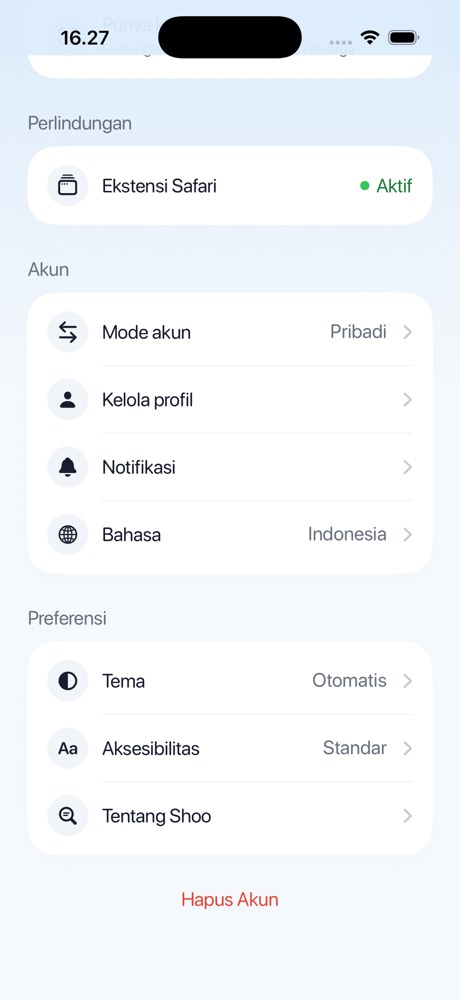 16.27
Punya
Perlindungan
Ekstensi Safari
Aktif
Akun
Mode akun
Pribadi
Kelola profil
Notifikasi
Bahasa
Indonesia
Preferensi
Tema
Otomatis
Aa
Aksesibilitas
Standar
Tentang Shoo
Hapus Akun